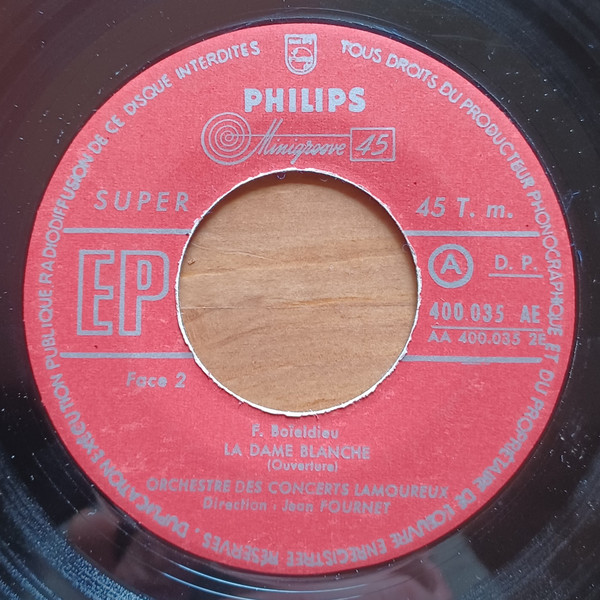 TOUS DROITS DU PRODUCTEUR PHONOGRAPHIQUE ET DU PROPRIÉTAIRE DE L'ŒUVRE ENREGISTRÉE RÉSERVÉS. DUPLICATION EXÉCUTION PUBLIQUE RADIODIFFUSION DE CE DISQUE INTERDITES
PHILIPS
PHILIPS
Minigroove 45
SUPER
45 T. m.
EP
A
D. P.
400.035 AE
AA 400.035 2E
Face 2
F. Boïeldieu
LA DAME BLANCHE
(Ouverture)
ORCHESTRE DES CONCERTS LAMOUREUX
Direction : Jean FOURNET